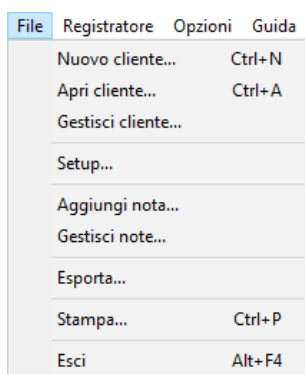 File Registratore Opzioni Guida
Nuovo cliente... Ctrl+N
Apri cliente... Ctrl+A
Gestisci cliente...
Setup...
Aggiungi nota...
Gestisci note...
Esporta...
Stampa... Ctrl+P
Esci Alt+F4